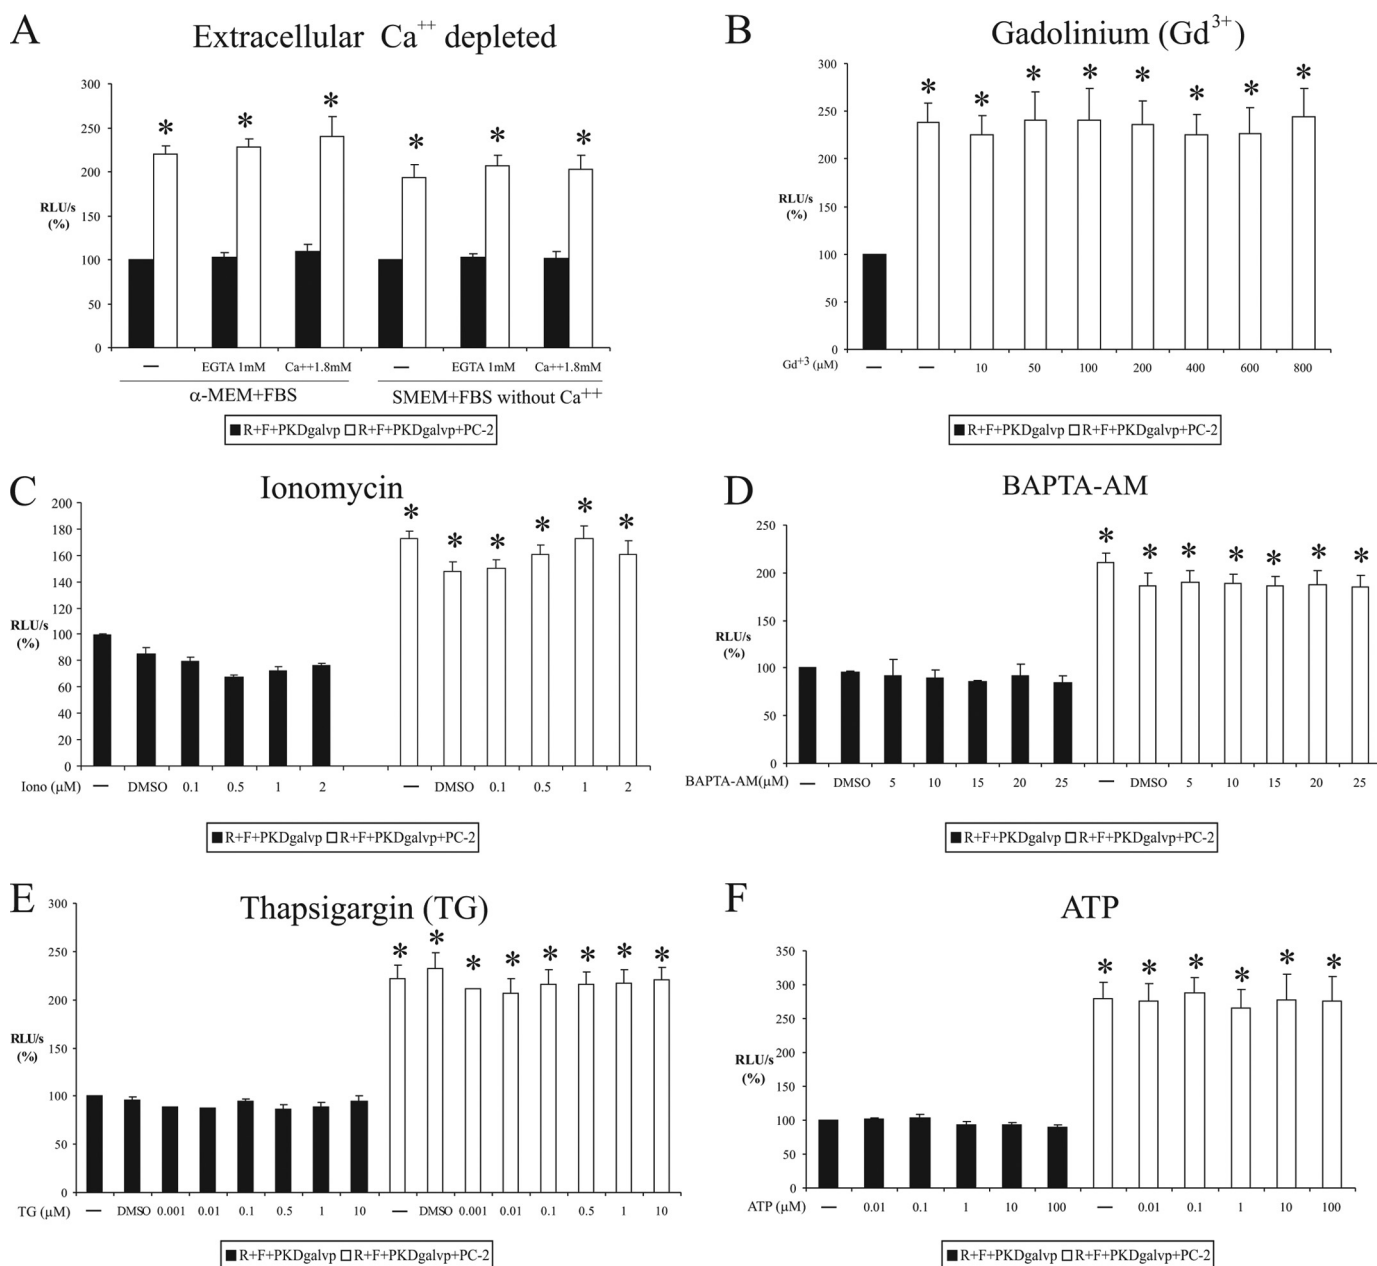 A
Extracellular Ca++ depleted
300
250
200
150
100
50
0
RLU/s
(%)
* * * * * *
— EGTA 1mM Ca++1.8mM — EGTA 1mM Ca++1.8mM
α-MEM+FBS SMEM+FBS without Ca++
R+F+PKDgalvp R+F+PKDgalvp+PC-2
B
Gadolinium (Gd3+)
300
250
200
150
100
50
0
RLU/s
(%)
* * * * * * * *
Gd+3 (μM) — — 10 50 100 200 400 600 800
R+F+PKDgalvp R+F+PKDgalvp+PC-2
C
Ionomycin
200
180
160
140
120
100
80
60
40
20
0
RLU/s
(%)
* * * * * *
Iono (μM) — DMSO 0.1 0.5 1 2 — DMSO 0.1 0.5 1 2
R+F+PKDgalvp R+F+PKDgalvp+PC-2
D
BAPTA-AM
250
200
150
100
50
0
RLU/s
(%)
* * * * * * *
BAPTA-AM(μM) — DMSO 5 10 15 20 25 — DMSO 5 10 15 20 25
R+F+PKDgalvp R+F+PKDgalvp+PC-2
E
Thapsigargin (TG)
300
250
200
150
100
50
0
RLU/s
(%)
* * * * * * * *
TG (μM) — DMSO 0.001 0.01 0.1 0.5 1 10 — DMSO 0.001 0.01 0.1 0.5 1 10
R+F+PKDgalvp R+F+PKDgalvp+PC-2
F
ATP
350
300
250
200
150
100
50
0
RLU/s
(%)
* * * * * *
ATP (μM) — 0.01 0.1 1 10 100 — 0.01 0.1 1 10 100
R+F+PKDgalvp R+F+PKDgalvp+PC-2